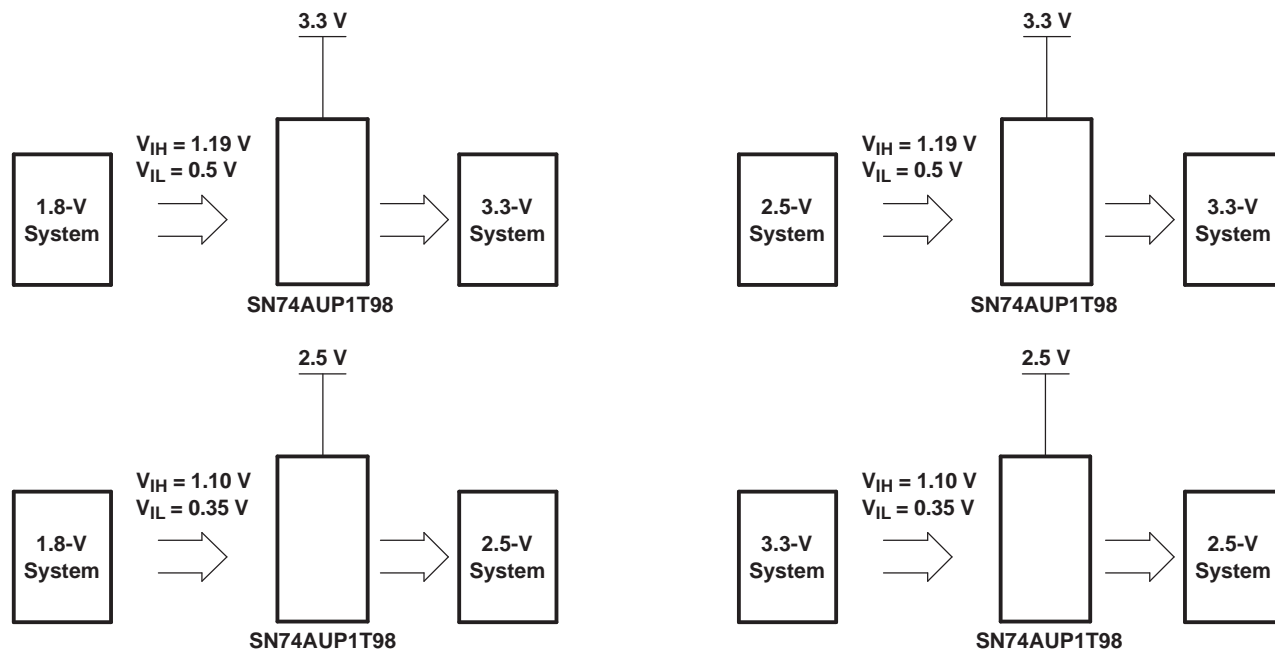 3.3 V
V_IH = 1.19 V
V_IL = 0.5 V
1.8-V
System
3.3-V
System
SN74AUP1T98
3.3 V
V_IH = 1.19 V
V_IL = 0.5 V
2.5-V
System
3.3-V
System
SN74AUP1T98
2.5 V
V_IH = 1.10 V
V_IL = 0.35 V
1.8-V
System
2.5-V
System
SN74AUP1T98
2.5 V
V_IH = 1.10 V
V_IL = 0.35 V
3.3-V
System
2.5-V
System
SN74AUP1T98